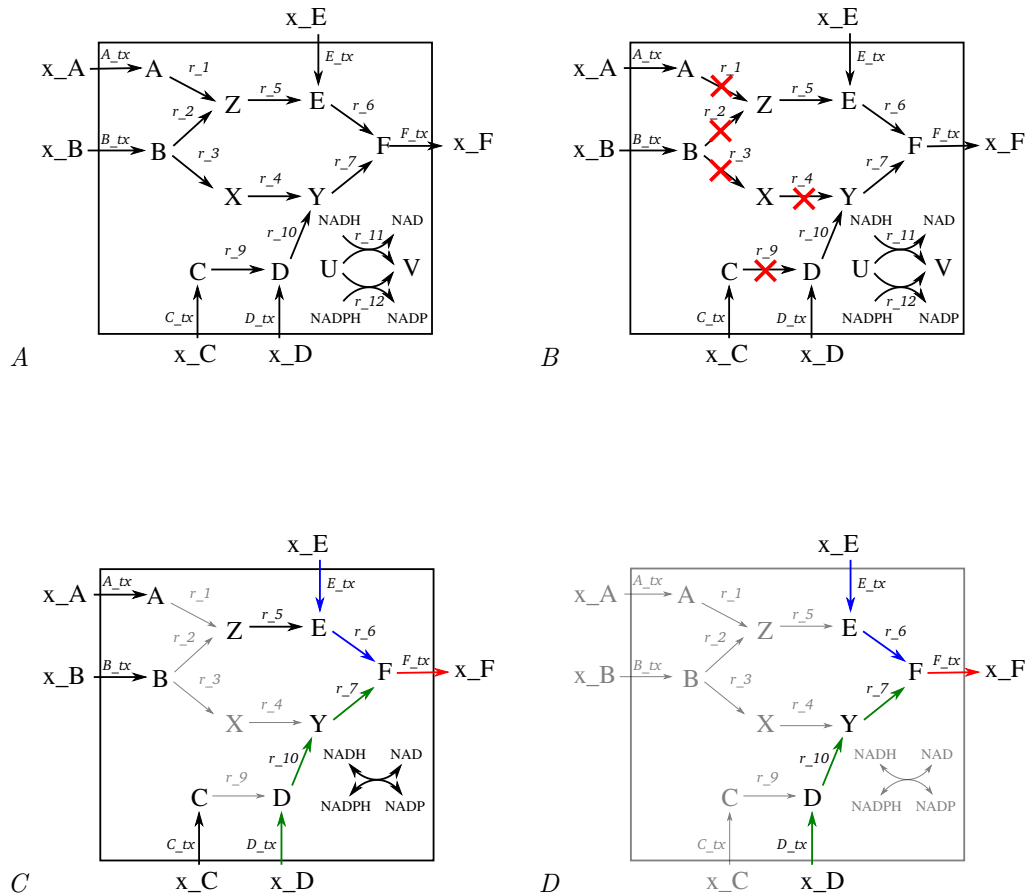 x_E
x_A A_tx A r_1 E_tx
r_2 Z r_5 E r_6
x_B B_tx B r_3 F F_tx x_F
r_7
X r_4 Y
r_10 NADH NAD
r_11
C r_9 D U V
r_12
C_tx D_tx NADPH NADP
x_C x_D
A
x_E
x_A A_tx A r_1 E_tx
r_2 Z r_5 E r_6
x_B B_tx B r_3 F F_tx x_F
r_7
X r_4 Y
r_10 NADH NAD
r_11
C r_9 D U V
r_12
C_tx D_tx NADPH NADP
x_C x_D
B
x_E
x_A A_tx A r_1 E_tx
r_2 Z r_5 E r_6
x_B B_tx B r_3 F F_tx x_F
r_7
X r_4 Y
r_10 NADH NAD
C r_9 D NADPH NADP
C_tx D_tx
x_C x_D
C
x_E
x_A A_tx A r_1 E_tx
r_2 Z r_5 E r_6
x_B B_tx B r_3 F F_tx x_F
r_7
X r_4 Y
r_10 NADH NAD
C r_9 D NADPH NADP
C_tx D_tx
x_C x_D
D